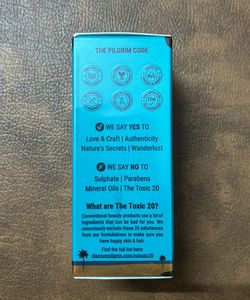 THE PILGRIM CODE
FDA
WE SAY YES TO
Love & Craft | Authenticity
Nature's Secrets | Wanderlust
WE SAY NO TO
Sulphate | Parabens
Mineral Oils | The Toxic 20
What are The Toxic 20?
Conventional beauty products use a lot of
ingredients that can be bad for you. We
consciously exclude these 20 substances
from our formulations to make sure you
have happy skin & hair.
Find the full list here:
discoverpilgrim.com/notoxic20